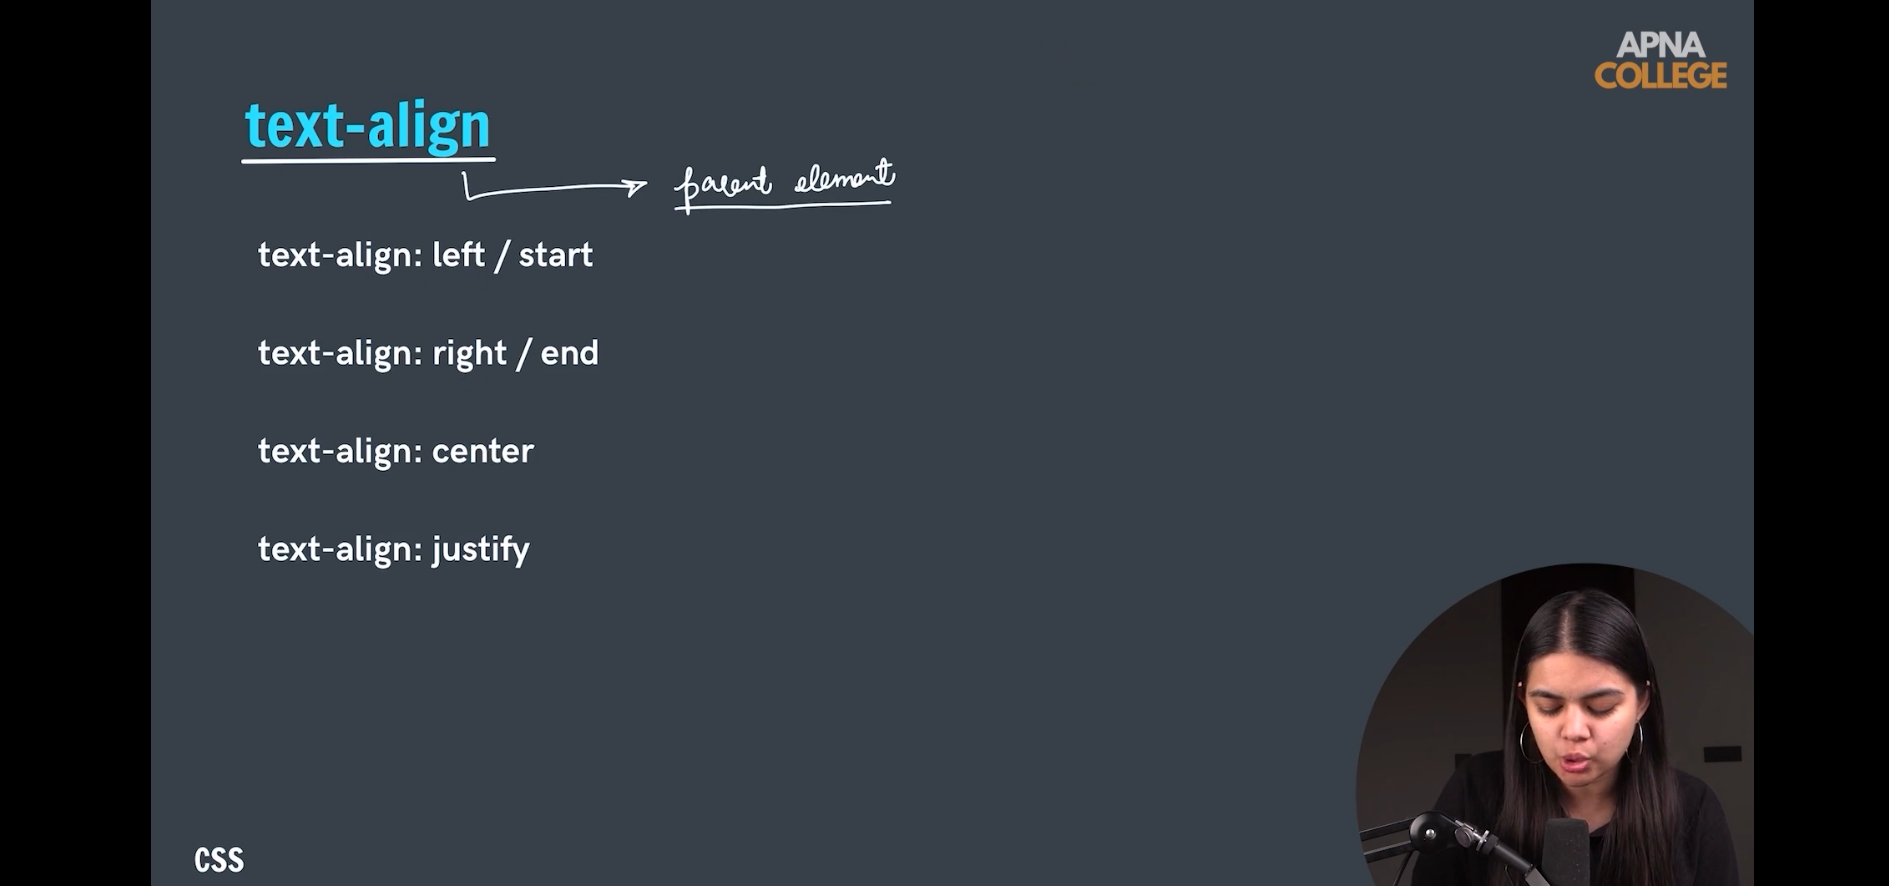 APNA
COLLEGE
text-align
parent element
text-align: left / start
text-align: right / end
text-align: center
text-align: justify
CSS